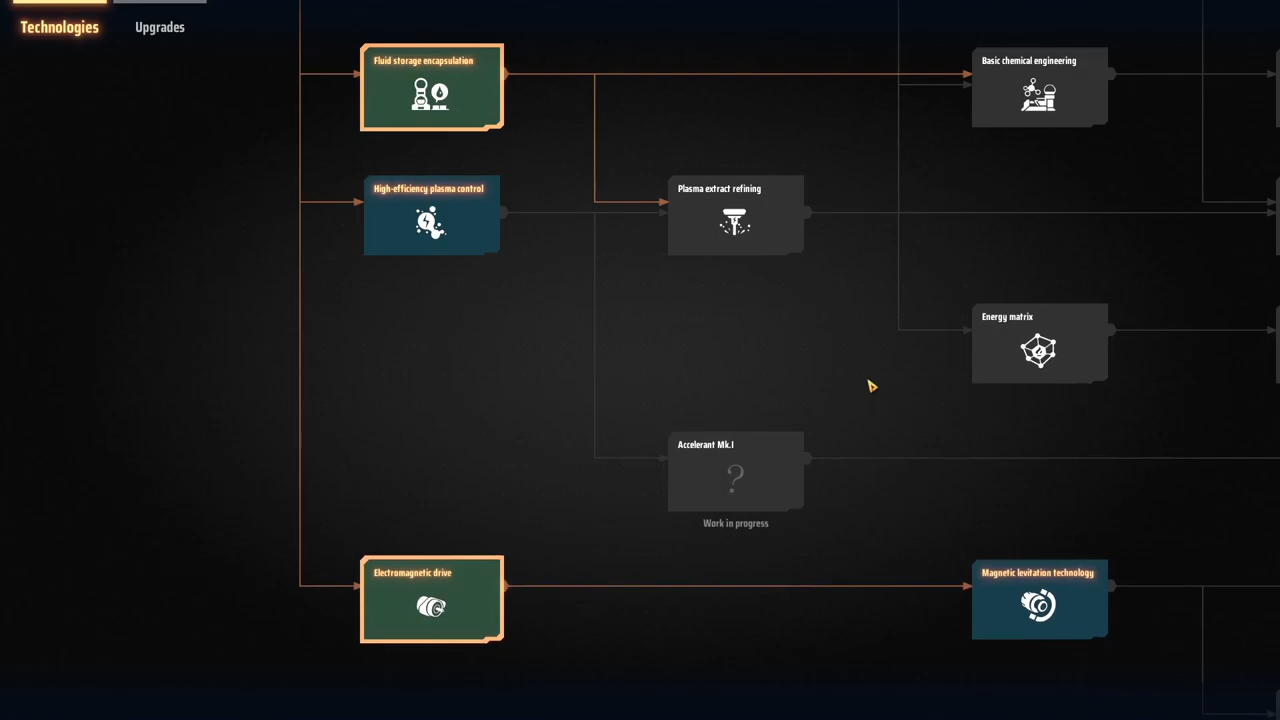 Technologies
Upgrades
Fluid storage encapsulation
Basic chemical engineering
High-efficiency plasma control
Plasma extract refining
Energy matrix
Accelerant Mk.I
?
Work in progress
Electromagnetic drive
Magnetic levitation technology